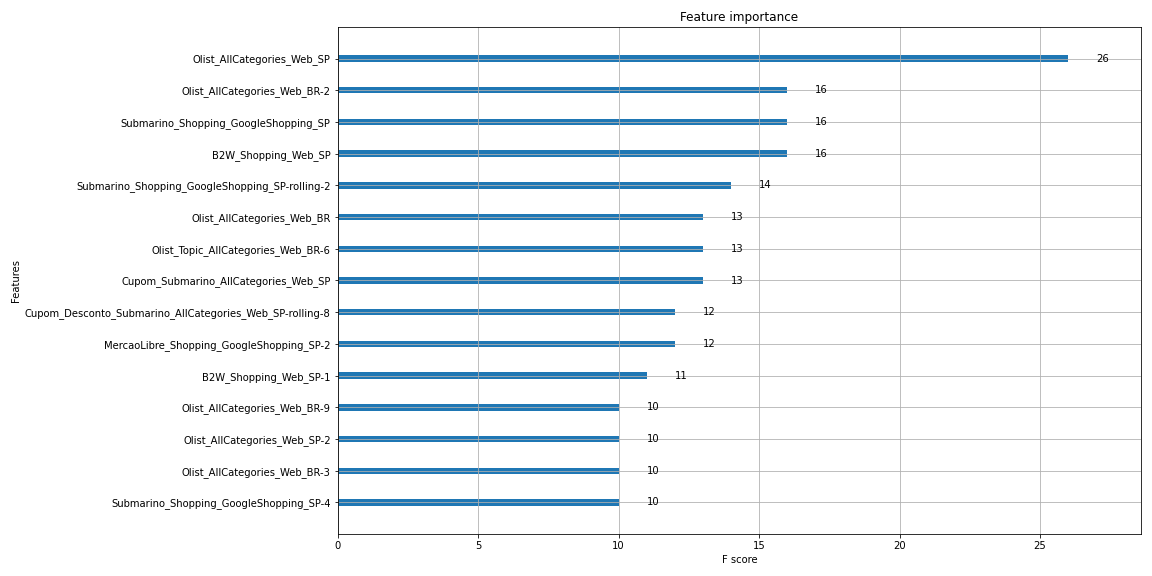 Feature importance
Features
Olist_AllCategories_Web_SP 26
Olist_AllCategories_Web_BR-2 16
Submarino_Shopping_GoogleShopping_SP 16
B2W_Shopping_Web_SP 16
Submarino_Shopping_GoogleShopping_SP-rolling-2 14
Olist_AllCategories_Web_BR 13
Olist_Topic_AllCategories_Web_BR-6 13
Cupom_Submarino_AllCategories_Web_SP 13
Cupom_Desconto_Submarino_AllCategories_Web_SP-rolling-8 12
MercaoLibre_Shopping_GoogleShopping_SP-2 12
B2W_Shopping_Web_SP-1 11
Olist_AllCategories_Web_BR-9 10
Olist_AllCategories_Web_SP-2 10
Olist_AllCategories_Web_BR-3 10
Submarino_Shopping_GoogleShopping_SP-4 10
0 5 10 15 20 25
F score